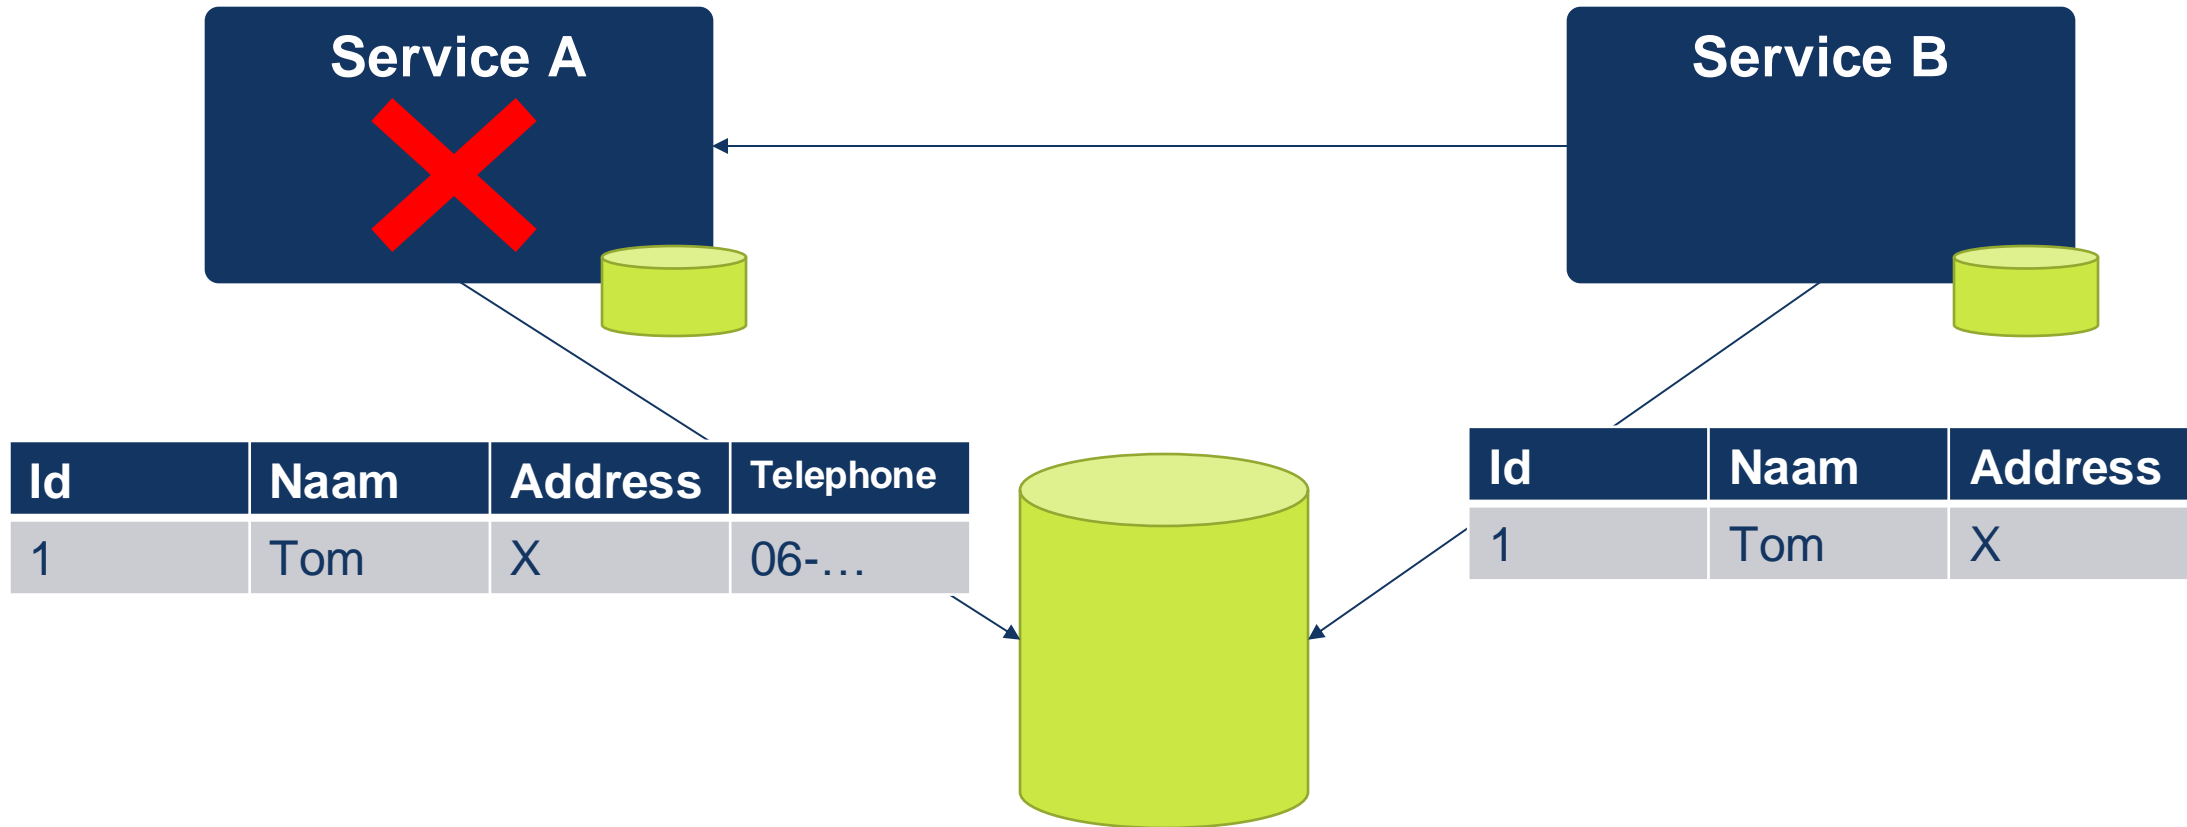 Service A
Service B
Id Naam Address Telephone
1 Tom X 06-…
Id Naam Address
1 Tom X